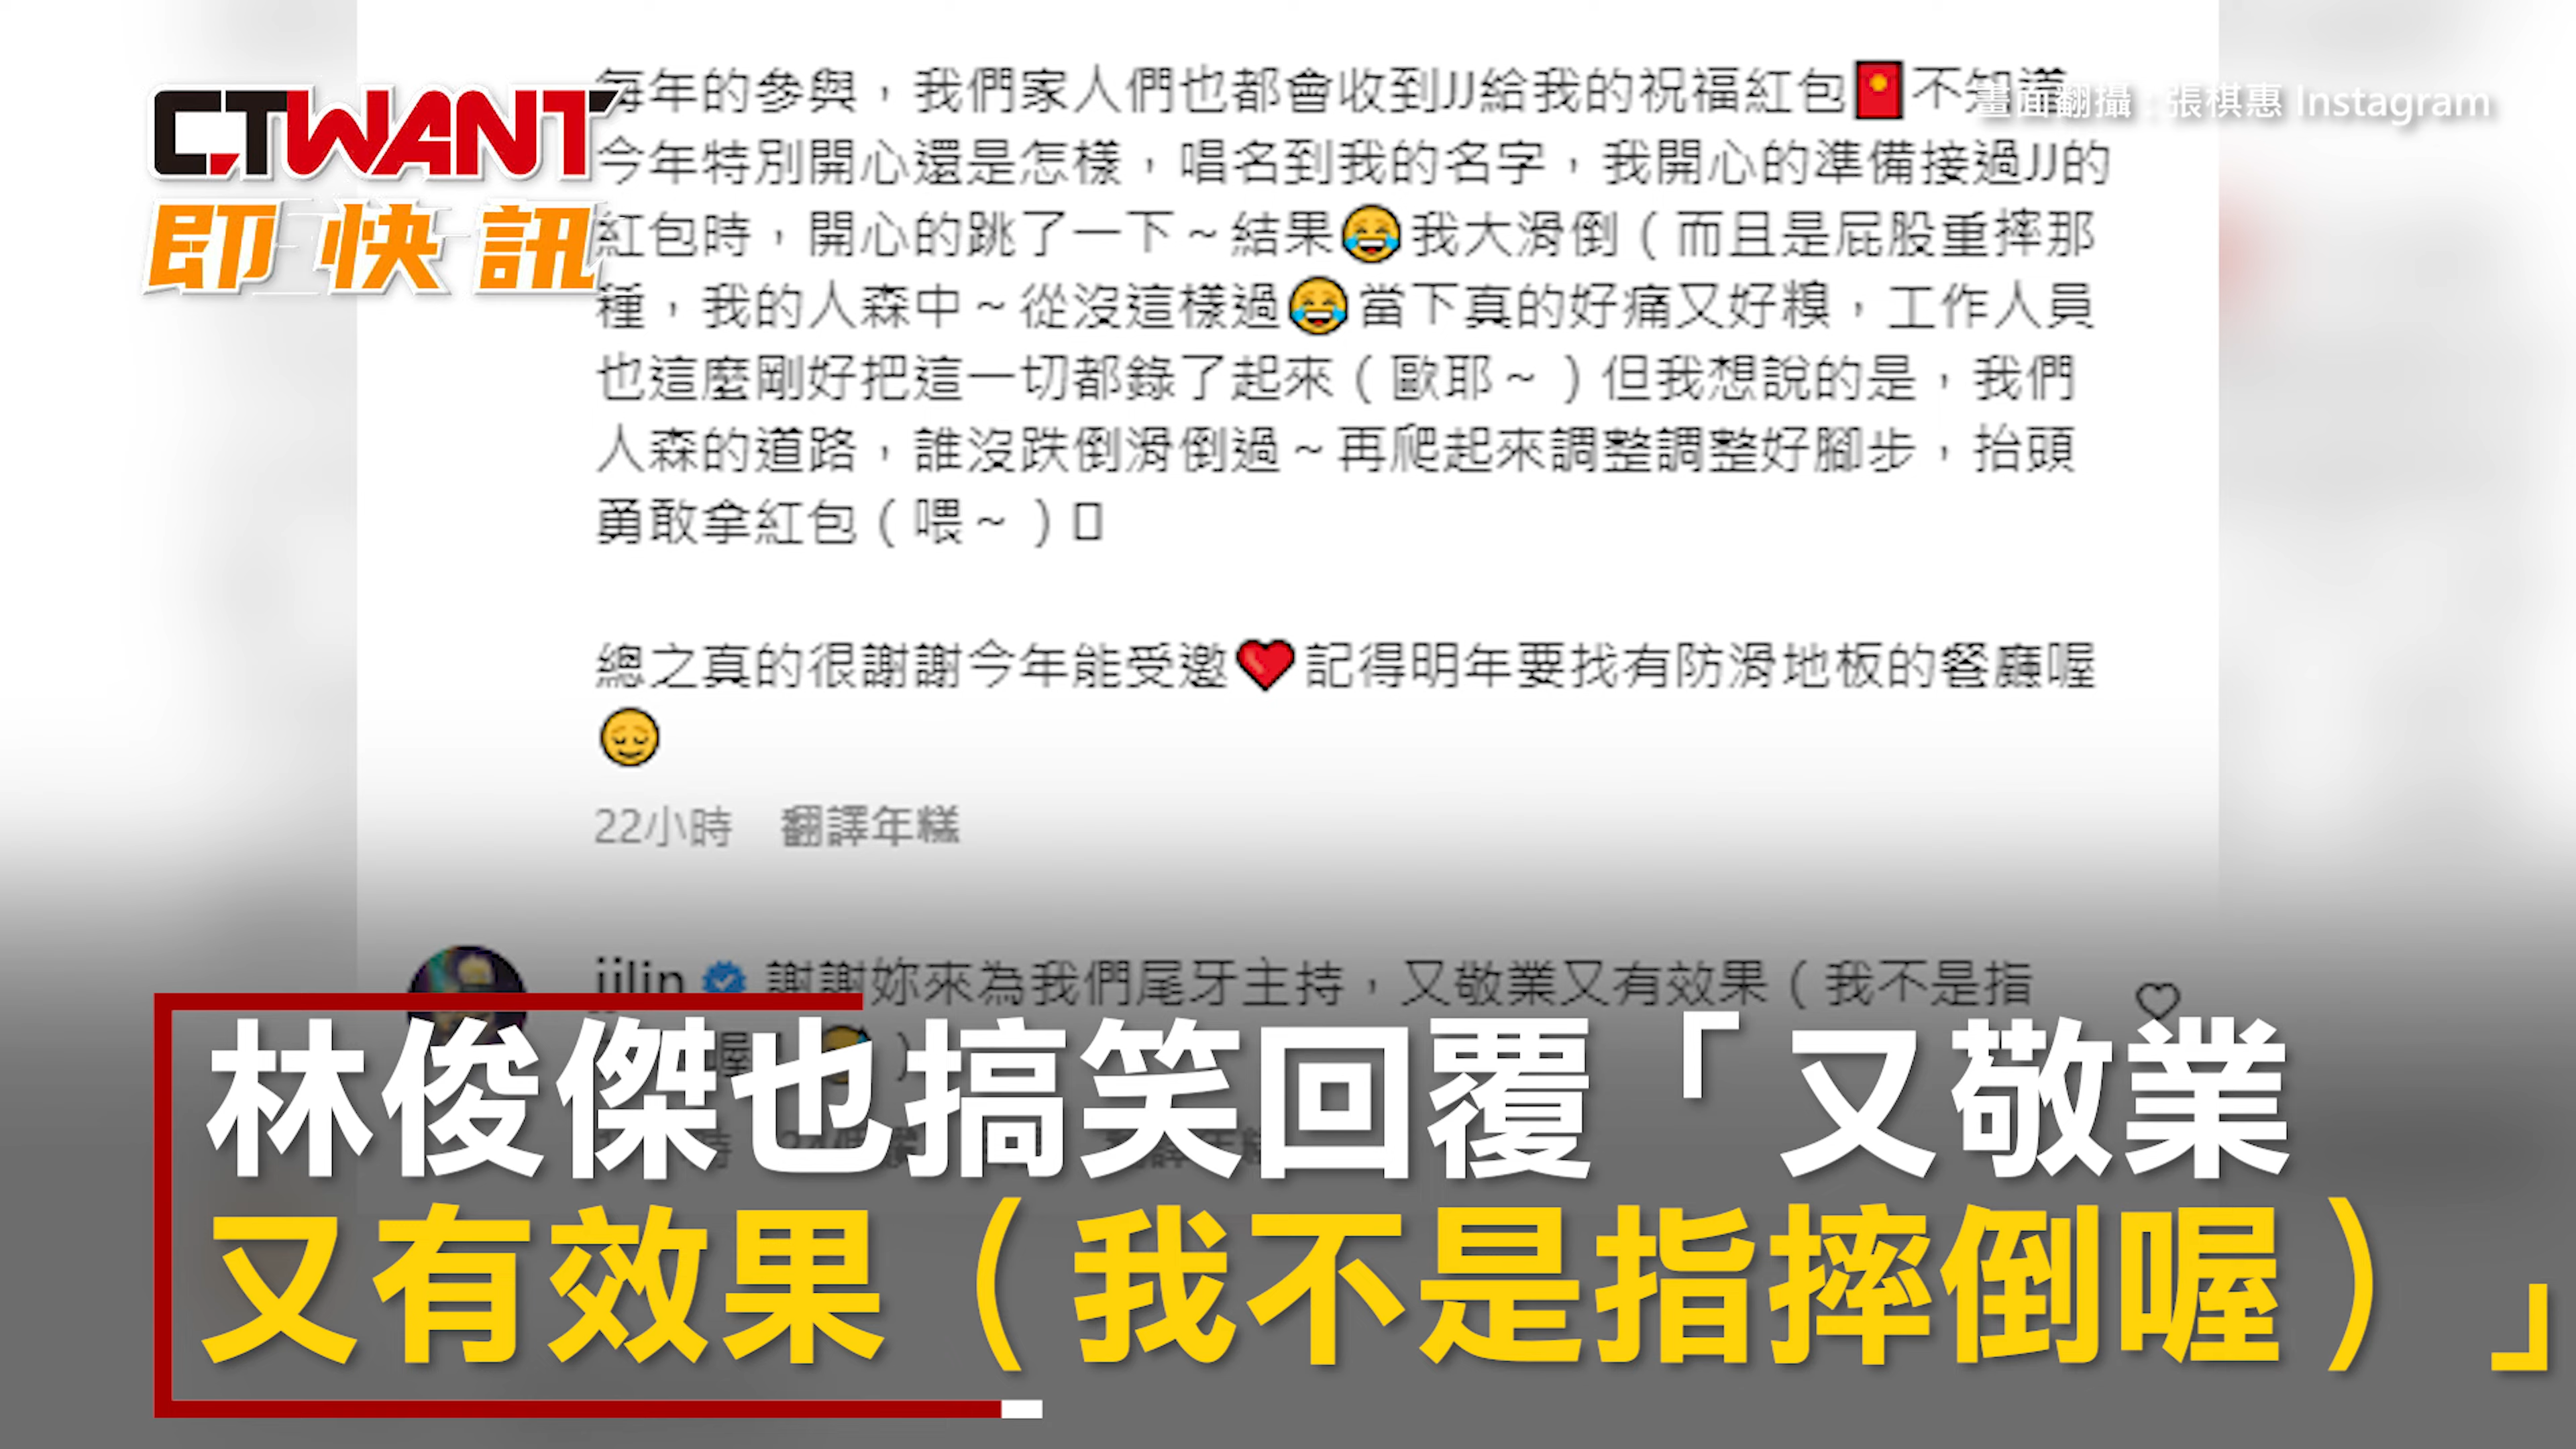 CTWANT
即快訊
畫面翻攝：張棋惠 Instagram
每年的參與，我們家人們也都會收到JJ給我的祝福紅包🧧不知道
今年特別開心還是怎樣，唱名到我的名字，我開心的準備接過JJ的
紅包時，開心的跳了一下～結果😂我大滑倒（而且是屁股重摔那
種，我的人森中～從沒這樣過😂當下真的好痛又好糗，工作人員
也這麼剛好把這一切都錄了起來（歐耶～）但我想說的是，我們
人森的道路，誰沒跌倒滑倒過～再爬起來調整調整好腳步，抬頭
勇敢拿紅包（喂～）
總之真的很謝謝今年能受邀❤️記得明年要找有防滑地板的餐廳喔
😌
22小時 翻譯年糕
jjlin 謝謝妳來為我們尾牙主持，又敬業又有效果（我不是指
林俊傑也搞笑回覆「又敬業
又有效果（我不是指摔倒喔）」